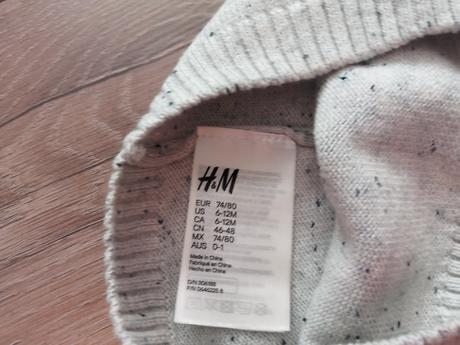 H&M
EUR 74/80
US 6-12M
CA 6-12M
CN 46-48
MX 74/80
AUS 0-1
Made in China
Fabriqué en China
Hecho en China